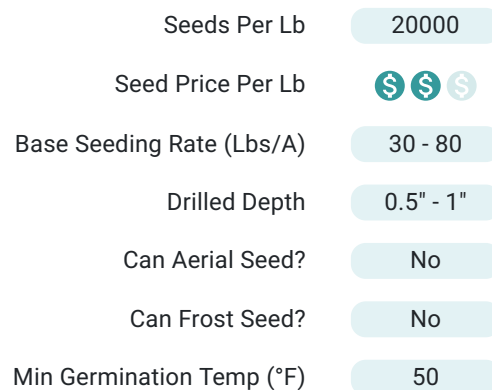 Seeds Per Lb 20000
Seed Price Per Lb $ $ $
Base Seeding Rate (Lbs/A) 30 - 80
Drilled Depth 0.5" - 1"
Can Aerial Seed? No
Can Frost Seed? No
Min Germination Temp (°F) 50